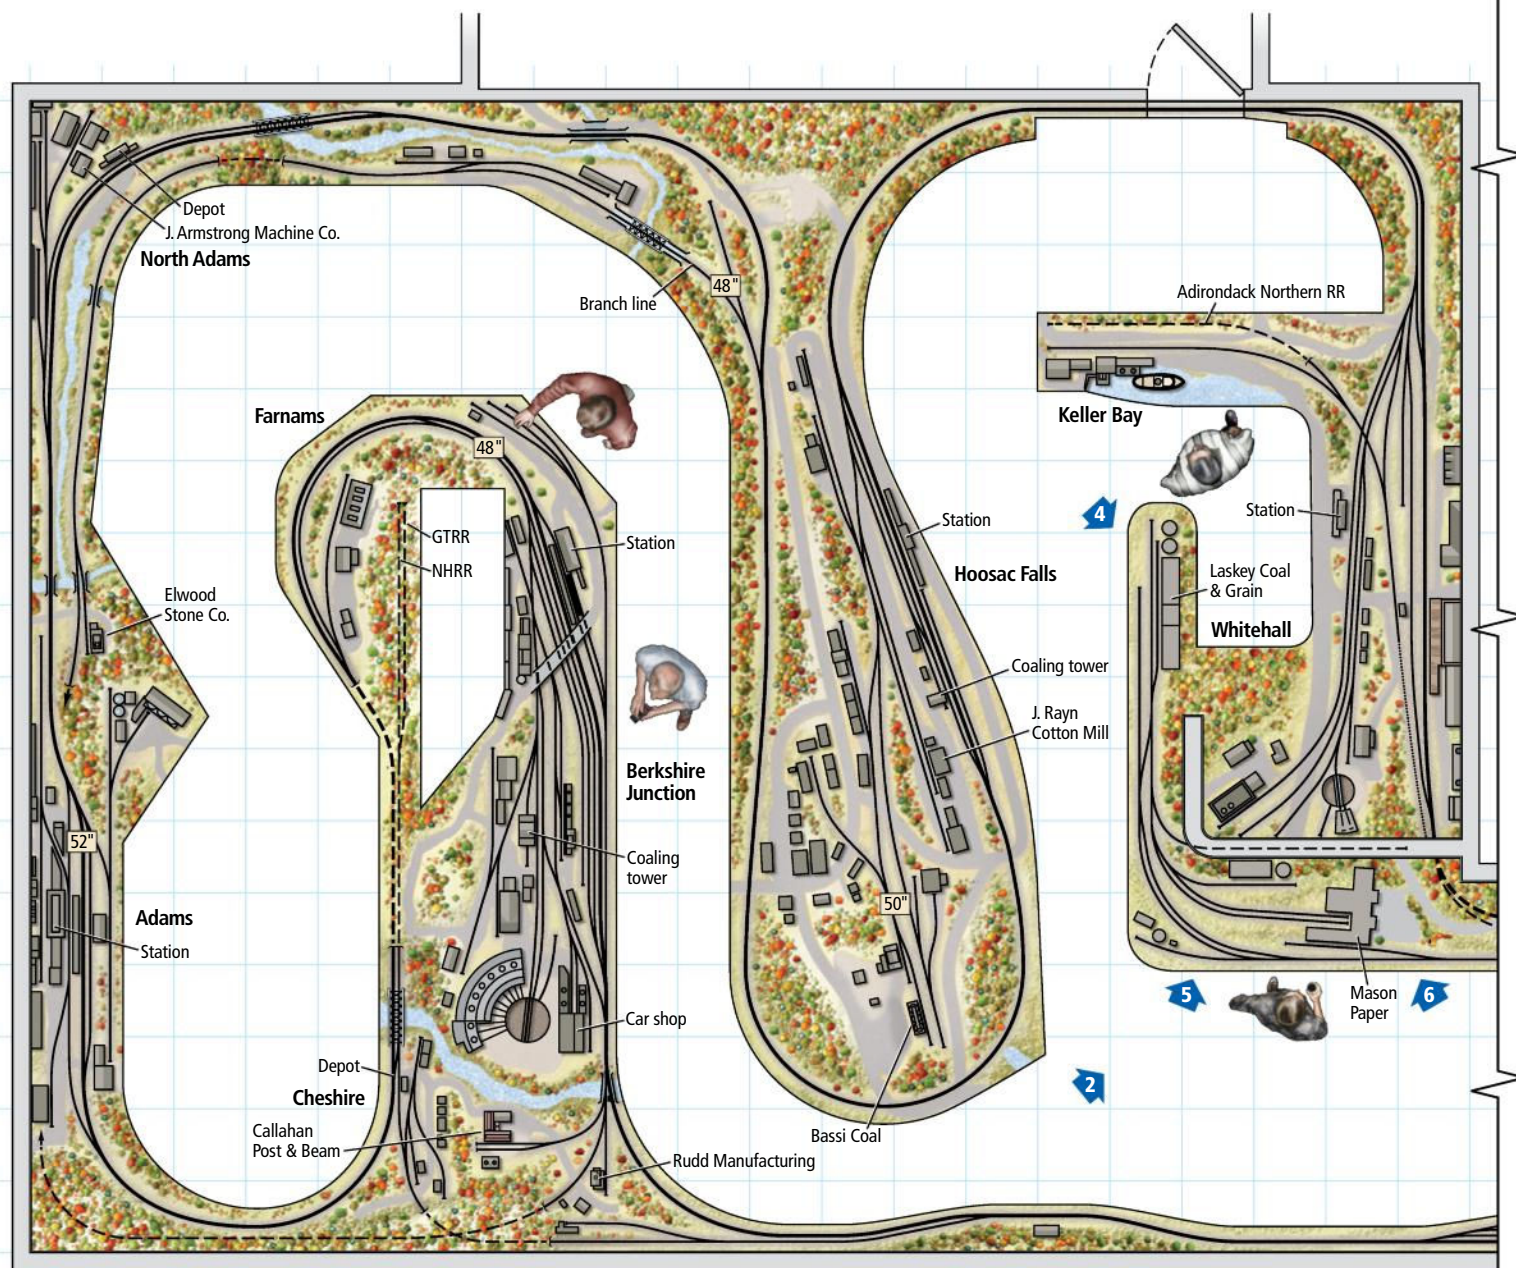 Depot
J. Armstrong Machine Co.
North Adams
48"
Branch line
Adirondack Northern RR
Keller Bay
Farnams
48"
GTRR
NHRR
Station
Station
Hoosac Falls
4
Station
Laskey Coal
& Grain
Whitehall
Elwood
Stone Co.
Coaling tower
J. Rayn
Cotton Mill
Berkshire
Junction
52"
Coaling
tower
50"
Adams
Station
Car shop
5
Mason
Paper
6
Depot
Cheshire
2
Callahan
Post & Beam
Bassi Coal
Rudd Manufacturing